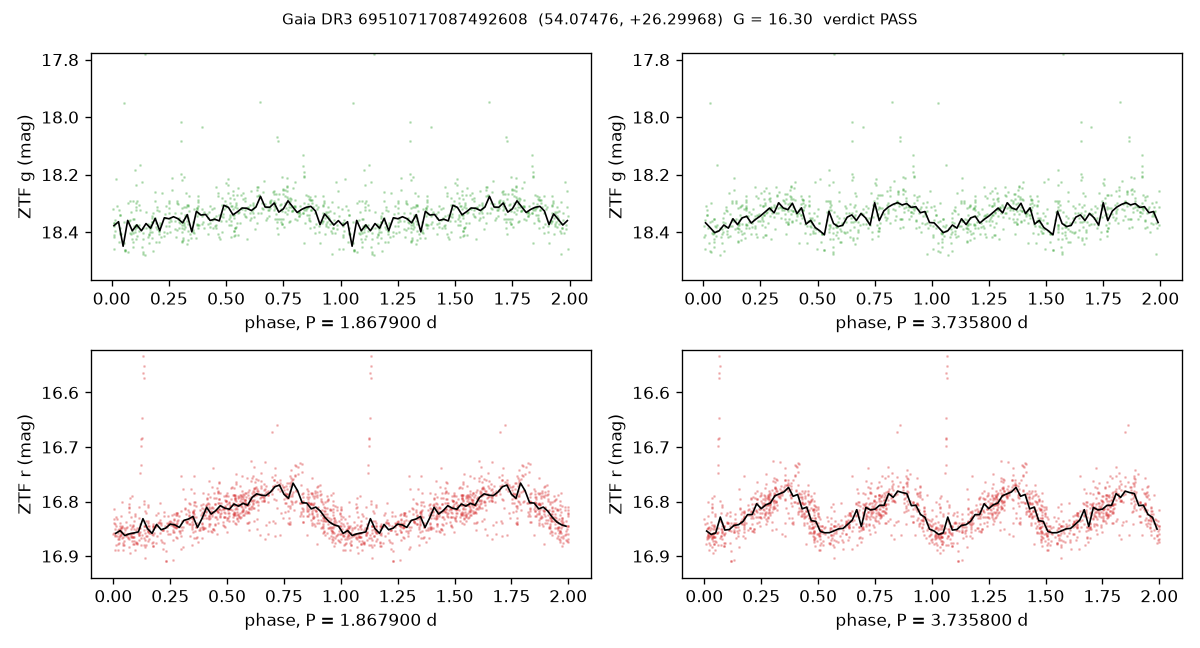 Gaia DR3 69510717087492608  (54.07476, +26.29968)  G = 16.30  verdict PASS
ZTF g (mag)
17.8
18.0
18.2
18.4
0.00 0.25 0.50 0.75 1.00 1.25 1.50 1.75 2.00
phase, P = 1.867900 d
ZTF g (mag)
17.8
18.0
18.2
18.4
0.00 0.25 0.50 0.75 1.00 1.25 1.50 1.75 2.00
phase, P = 3.735800 d
ZTF r (mag)
16.6
16.7
16.8
16.9
0.00 0.25 0.50 0.75 1.00 1.25 1.50 1.75 2.00
phase, P = 1.867900 d
ZTF r (mag)
16.6
16.7
16.8
16.9
0.00 0.25 0.50 0.75 1.00 1.25 1.50 1.75 2.00
phase, P = 3.735800 d